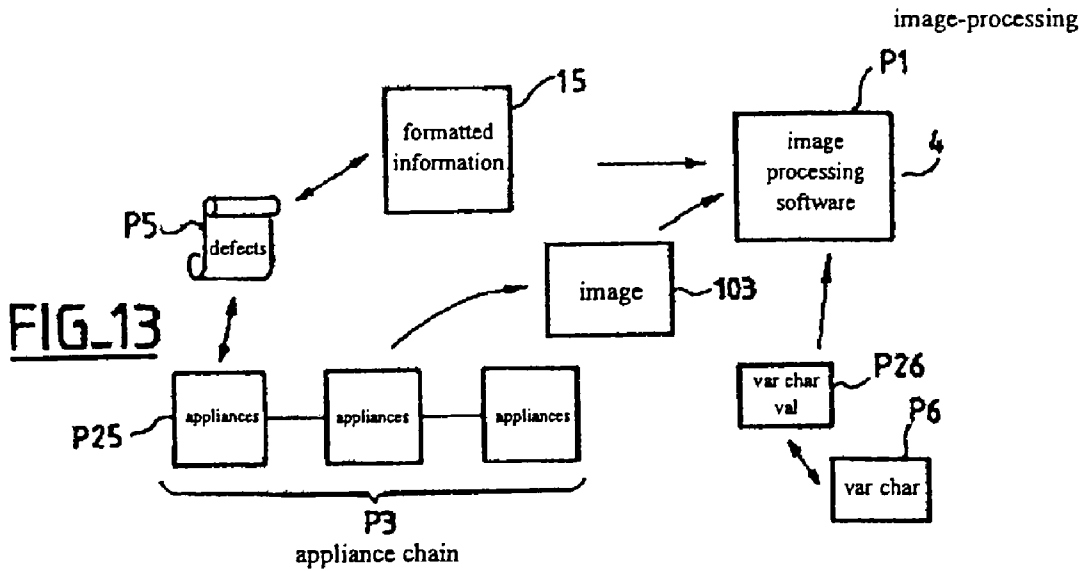 image-processing
P1
15
formatted
information
image
processing
software
4
P5
defects
image
103
FIG_13
appliances
appliances
appliances
P25
var char
val
P26
P6
var char
P3
appliance chain